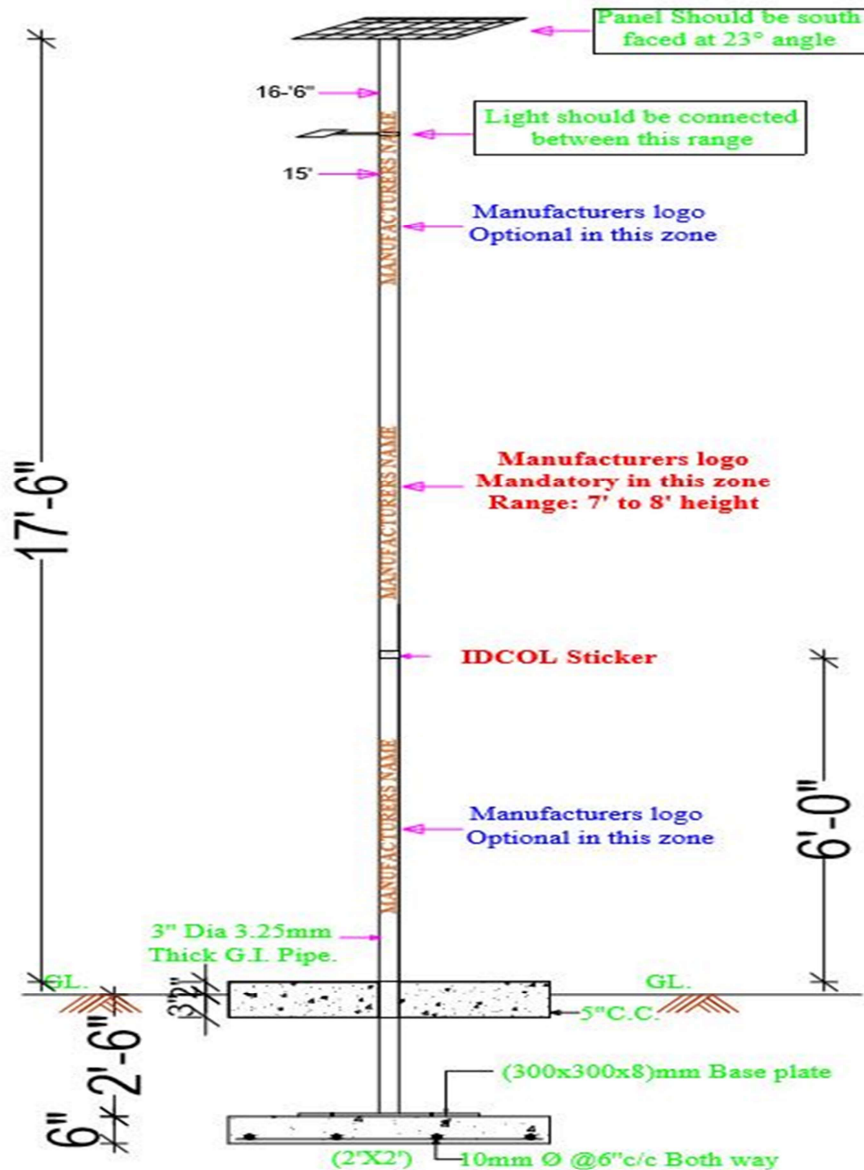 Panel Should be south
faced at 23° angle
16-'6"
Light should be connected
between this range
15'
MANUFACTURERS NAME
Manufacturers logo
Optional in this zone
17'-6"
MANUFACTURERS NAME
Manufacturers logo
Mandatory in this zone
Range: 7' to 8' height
IDCOL Sticker
6'-0"
MANUFACTURERS NAME
Manufacturers logo
Optional in this zone
3" Dia 3.25mm
Thick G.I. Pipe.
GL.
GL.
3"
2"
5"C.C.
2'-6"
(300x300x8)mm Base plate
6"
(2'X2')
10mm Ø @6"c/c Both way